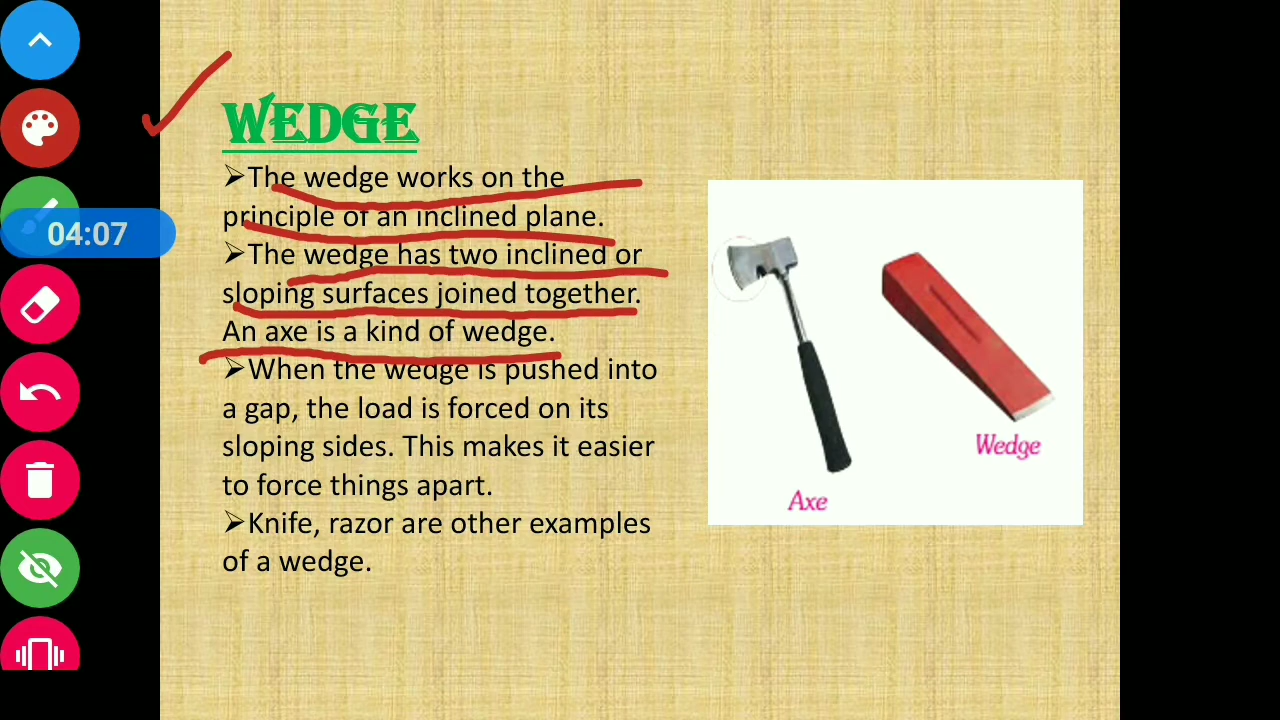 WEDGE
➢The wedge works on the
principle of an inclined plane.
➢The wedge has two inclined or
sloping surfaces joined together.
An axe is a kind of wedge.
➢When the wedge is pushed into
a gap, the load is forced on its
sloping sides. This makes it easier
to force things apart.
➢Knife, razor are other examples
of a wedge.
04:07
Wedge
Axe